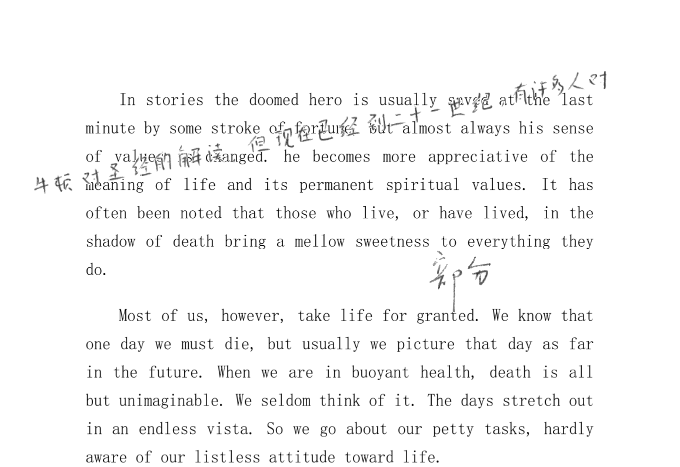 In stories the doomed hero is usually saved at the last
minute by some stroke of fortune, but almost always his sense
of values is changed. he becomes more appreciative of the
meaning of life and its permanent spiritual values. It has
often been noted that those who live, or have lived, in the
shadow of death bring a mellow sweetness to everything they
do.
牛顿对圣经的解读 但现在已经到二十一世纪 有许多人对
部分
Most of us, however, take life for granted. We know that
one day we must die, but usually we picture that day as far
in the future. When we are in buoyant health, death is all
but unimaginable. We seldom think of it. The days stretch out
in an endless vista. So we go about our petty tasks, hardly
aware of our listless attitude toward life.